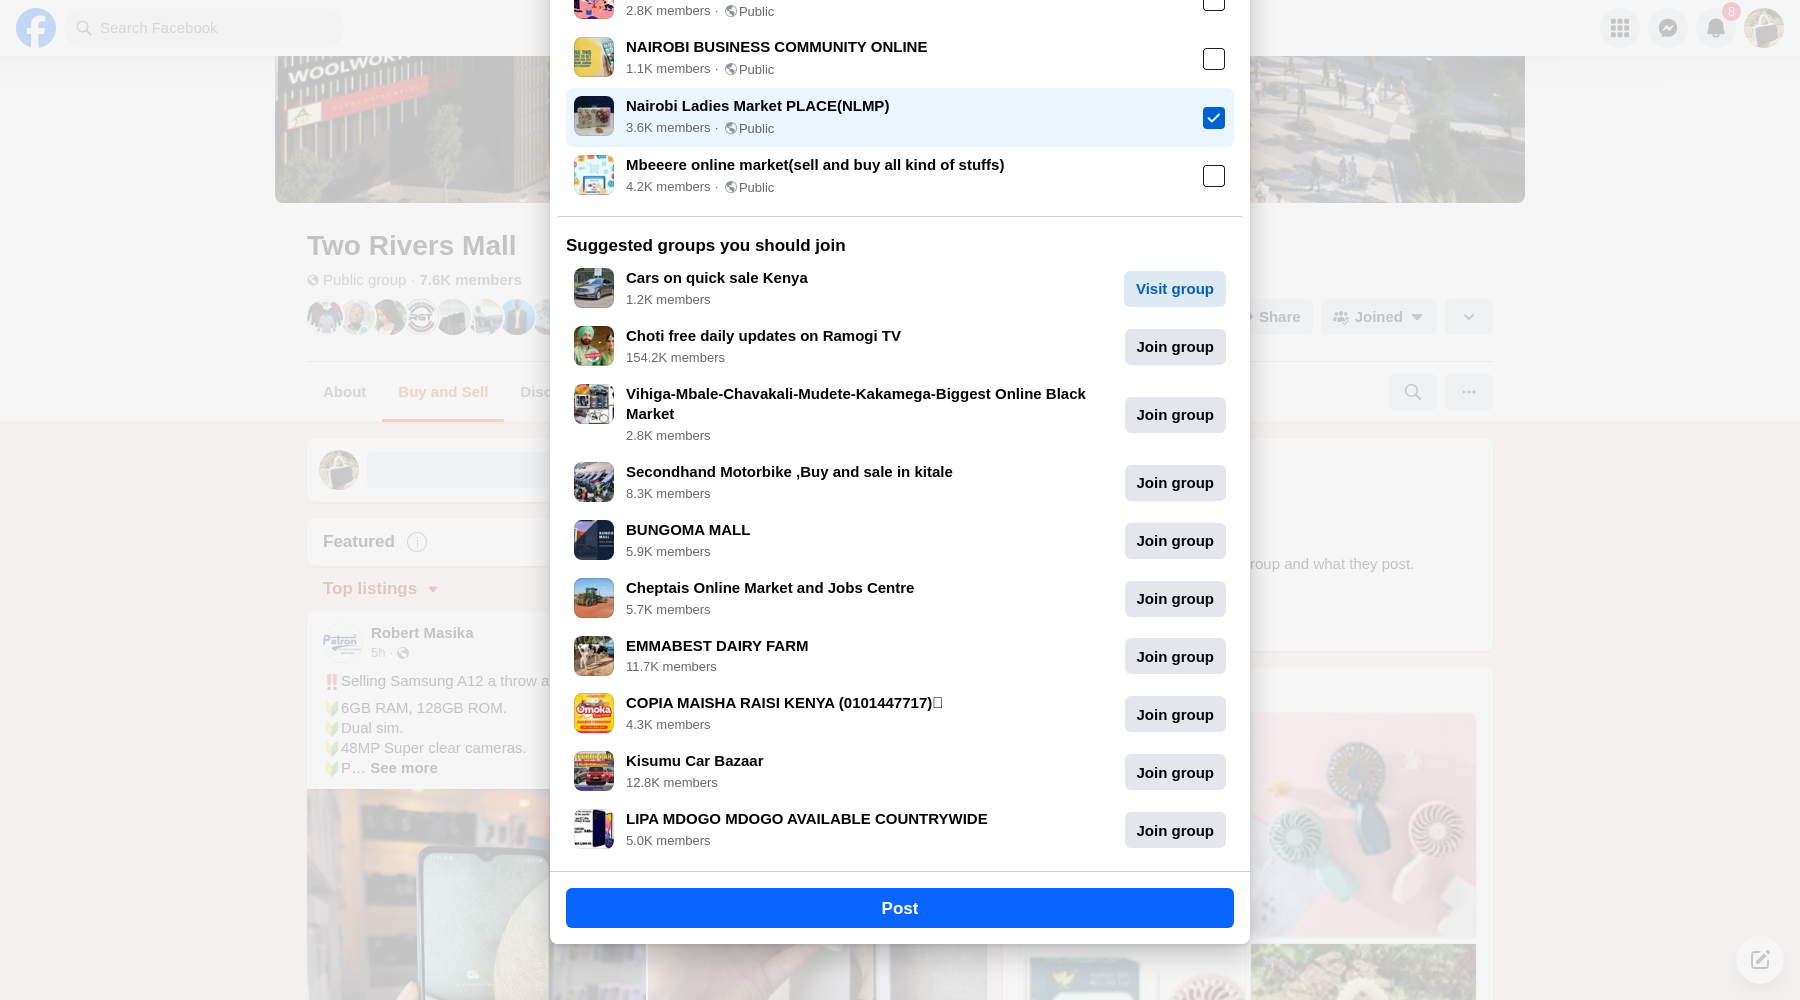 Search Facebook
8
WOOLWOR
2.8K members · Public
NAIROBI BUSINESS COMMUNITY ONLINE
1.1K members · Public
Nairobi Ladies Market PLACE(NLMP)
3.6K members · Public
Mbeeere online market(sell and buy all kind of stuffs)
4.2K members · Public
Two Rivers Mall
Public group · 7.6K members
RGT
Share
Joined
About
Buy and Sell
Disc
Suggested groups you should join
Cars on quick sale Kenya
1.2K members
Visit group
Choti free daily updates on Ramogi TV
154.2K members
Join group
Vihiga-Mbale-Chavakali-Mudete-Kakamega-Biggest Online Black
Market
2.8K members
Join group
Secondhand Motorbike ,Buy and sale in kitale
8.3K members
Join group
BUNGOMA MALL
5.9K members
Join group
Cheptais Online Market and Jobs Centre
5.7K members
Join group
EMMABEST DAIRY FARM
11.7K members
Join group
COPIA MAISHA RAISI KENYA (0101447717)
4.3K members
Join group
Kisumu Car Bazaar
12.8K members
Join group
LIPA MDOGO MDOGO AVAILABLE COUNTRYWIDE
5.0K members
Join group
Post
Featured
Top listings
Patron
Robert Masika
5h ·
‼️Selling Samsung A12 a throw a
🔰6GB RAM, 128GB ROM.
🔰Dual sim.
🔰48MP Super clear cameras.
🔰P… See more
roup and what they post.